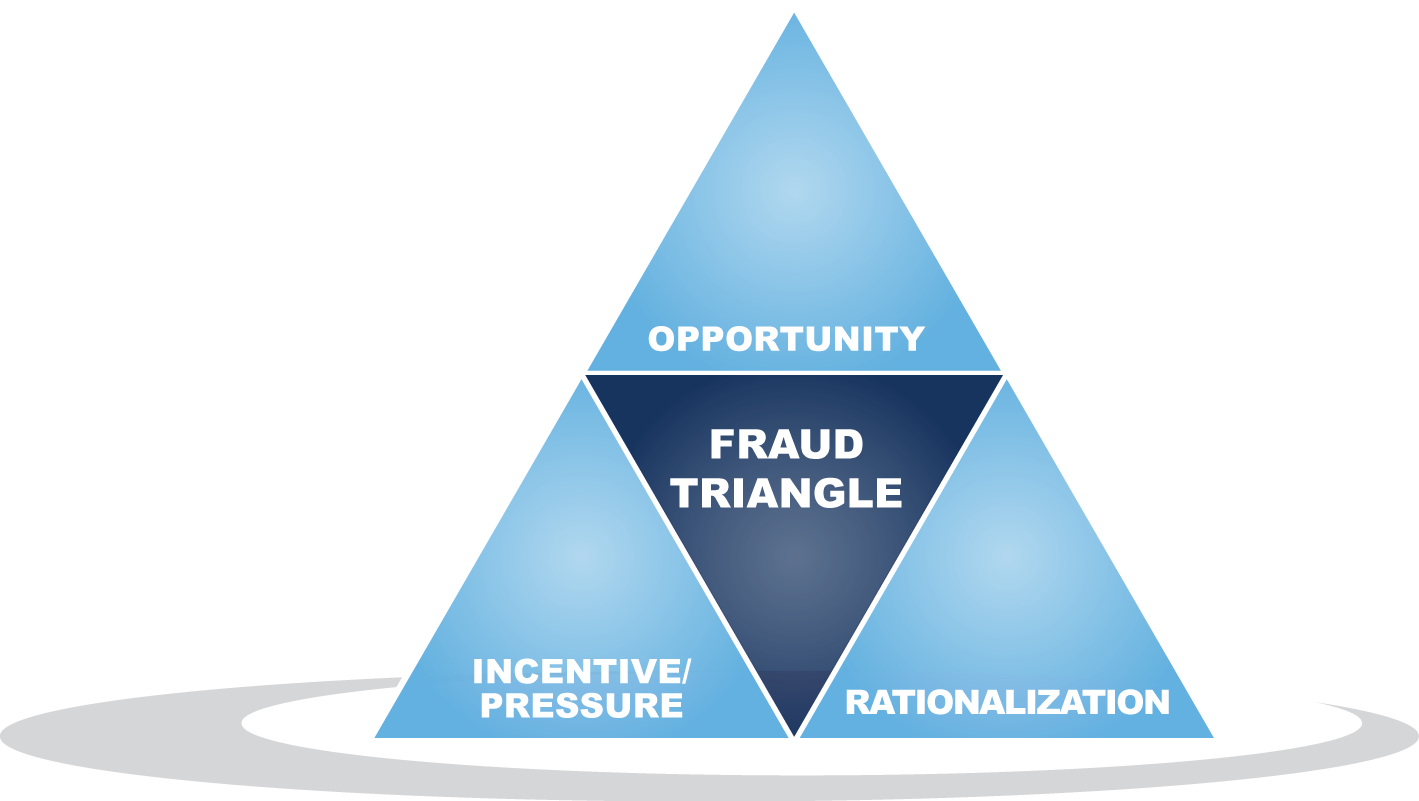 OPPORTUNITY
FRAUD
TRIANGLE
INCENTIVE/
PRESSURE
RATIONALIZATION